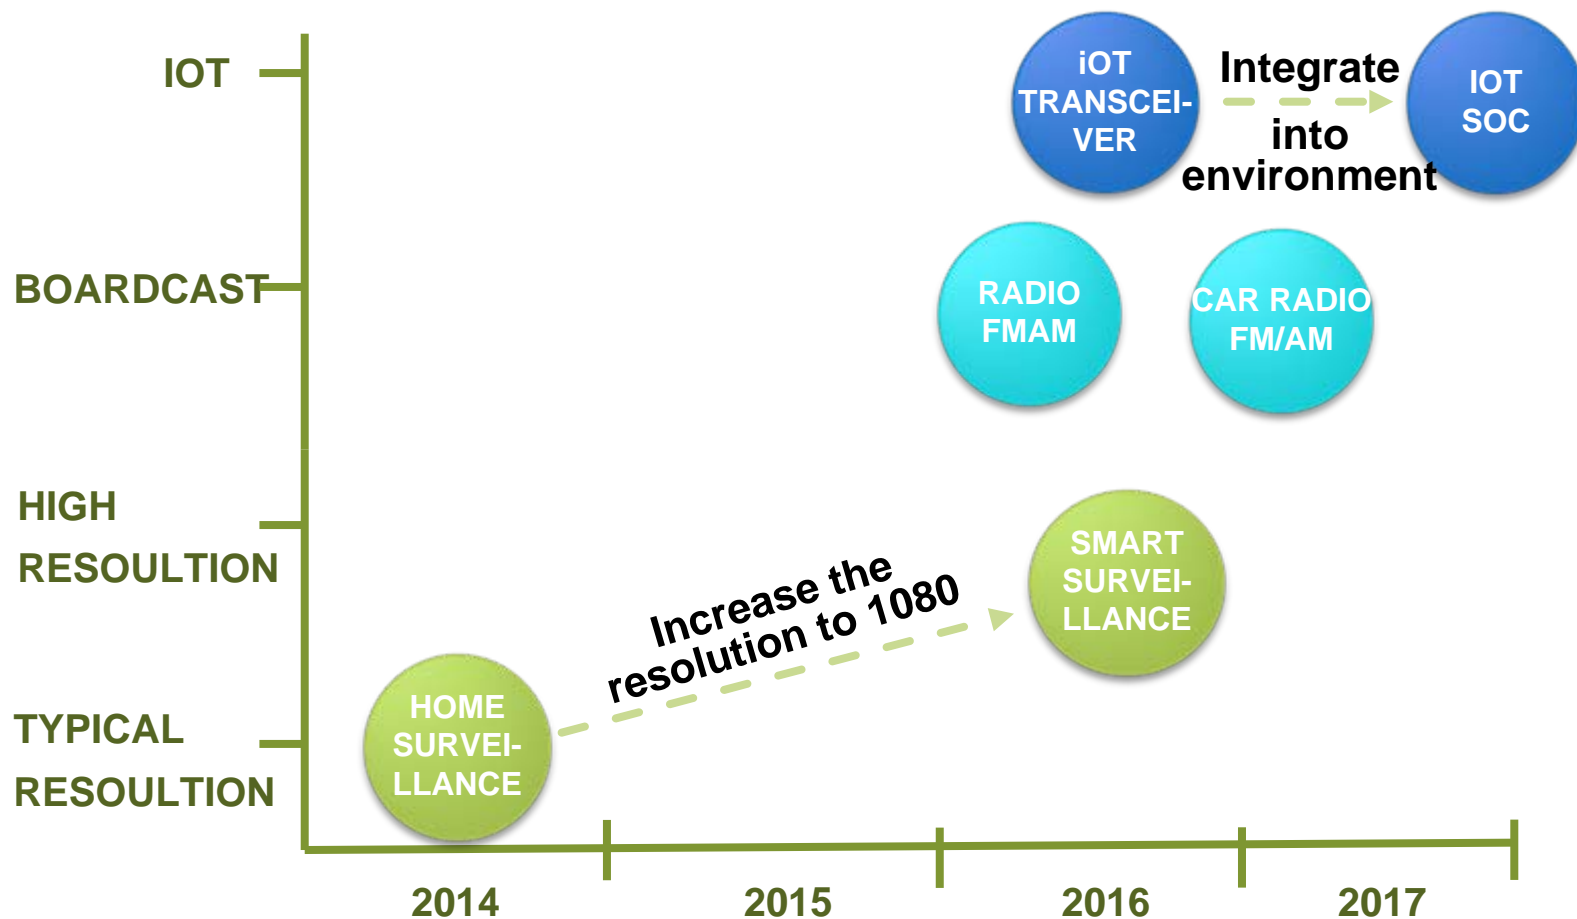 IOT
iOT
TRANSCEI-
VER
Integrate
into
environment
IOT
SOC
BOARDCAST
RADIO
FMAM
CAR RADIO
FM/AM
HIGH
RESOULTION
SMART
SURVEI-
LLANCE
Increase the
resolution to 1080
TYPICAL
RESOULTION
HOME
SURVEI-
LLANCE
2014
2015
2016
2017